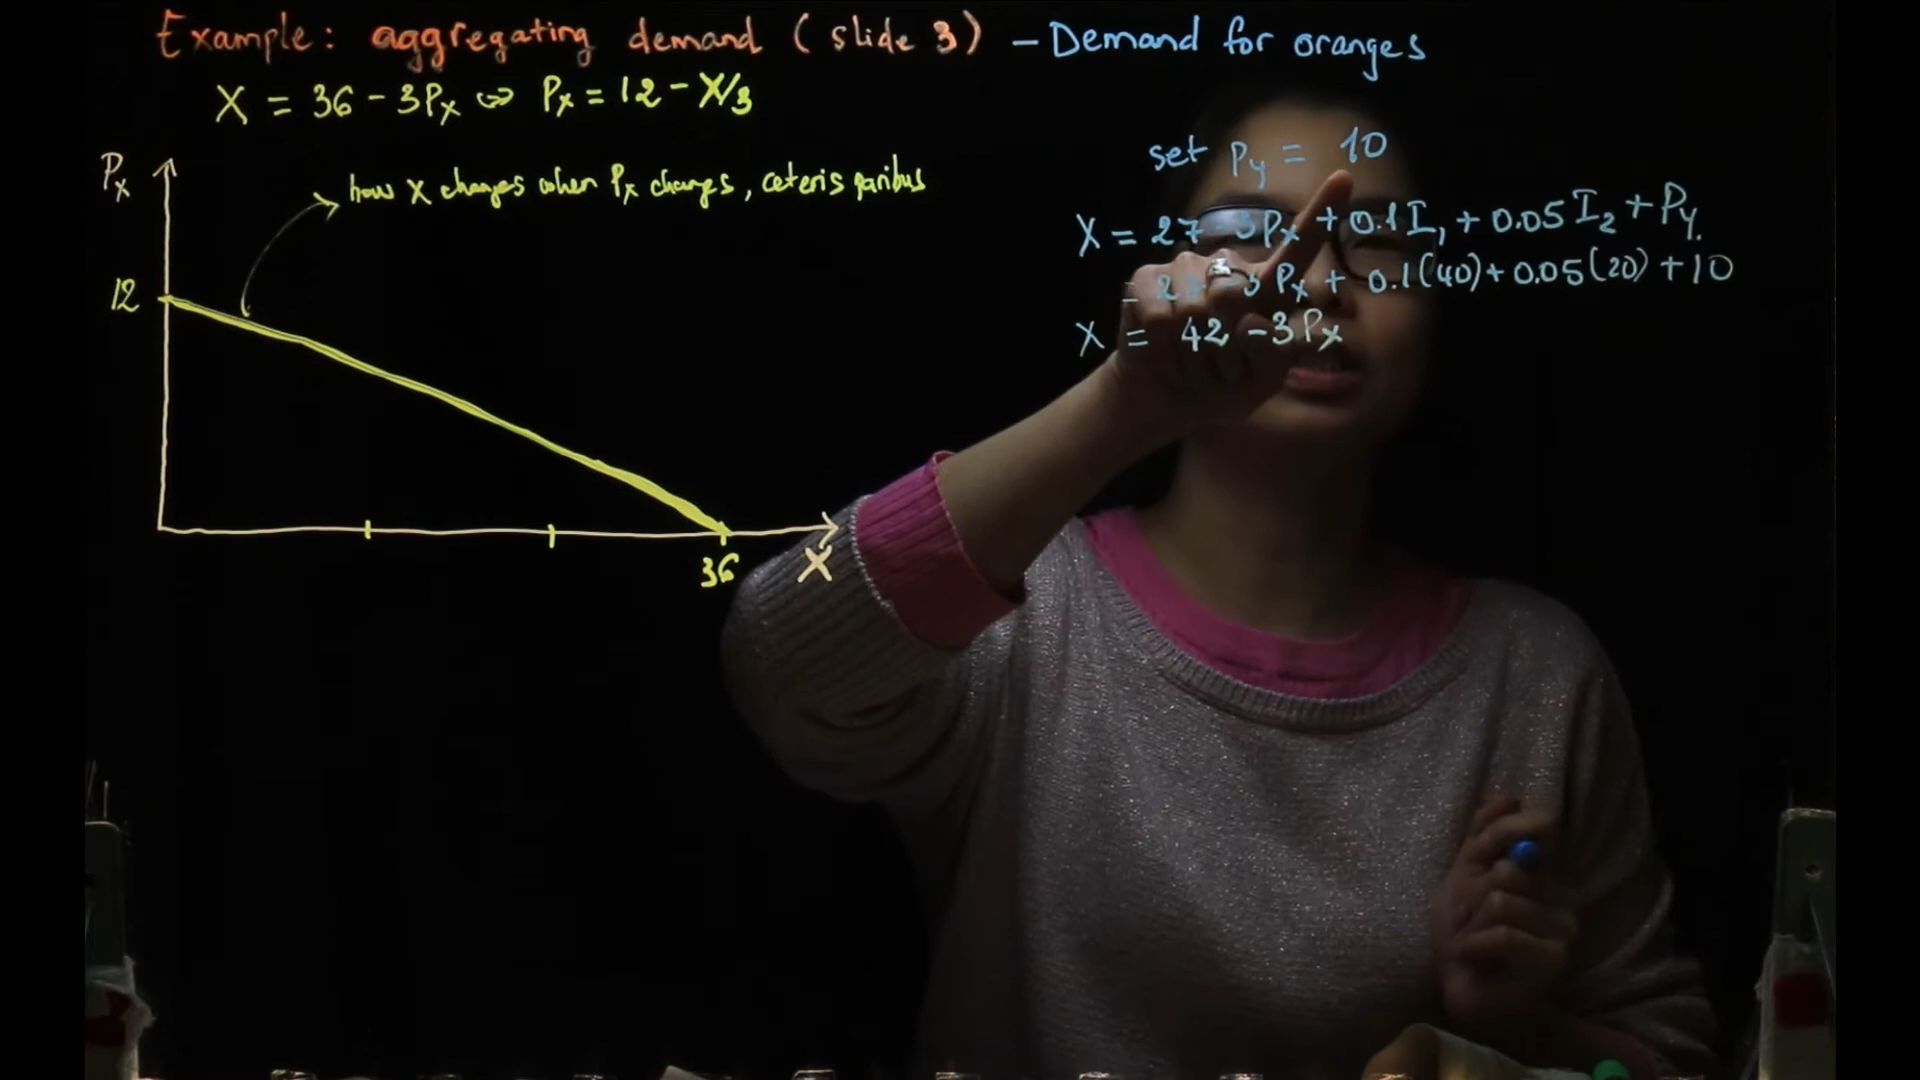 Example: aggregating demand (slide 3) – Demand for oranges
X = 36 - 3Px ⇔ Px = 12 - X/3
set Py = 10
Px
how X changes when Px changes, ceteris paribus
X = 27 - 3Px + 0.1I₁ + 0.05I₂ + Py.
= 27 - 3Px + 0.1(40) + 0.05(20) + 10
12
X = 42 - 3Px
36
X